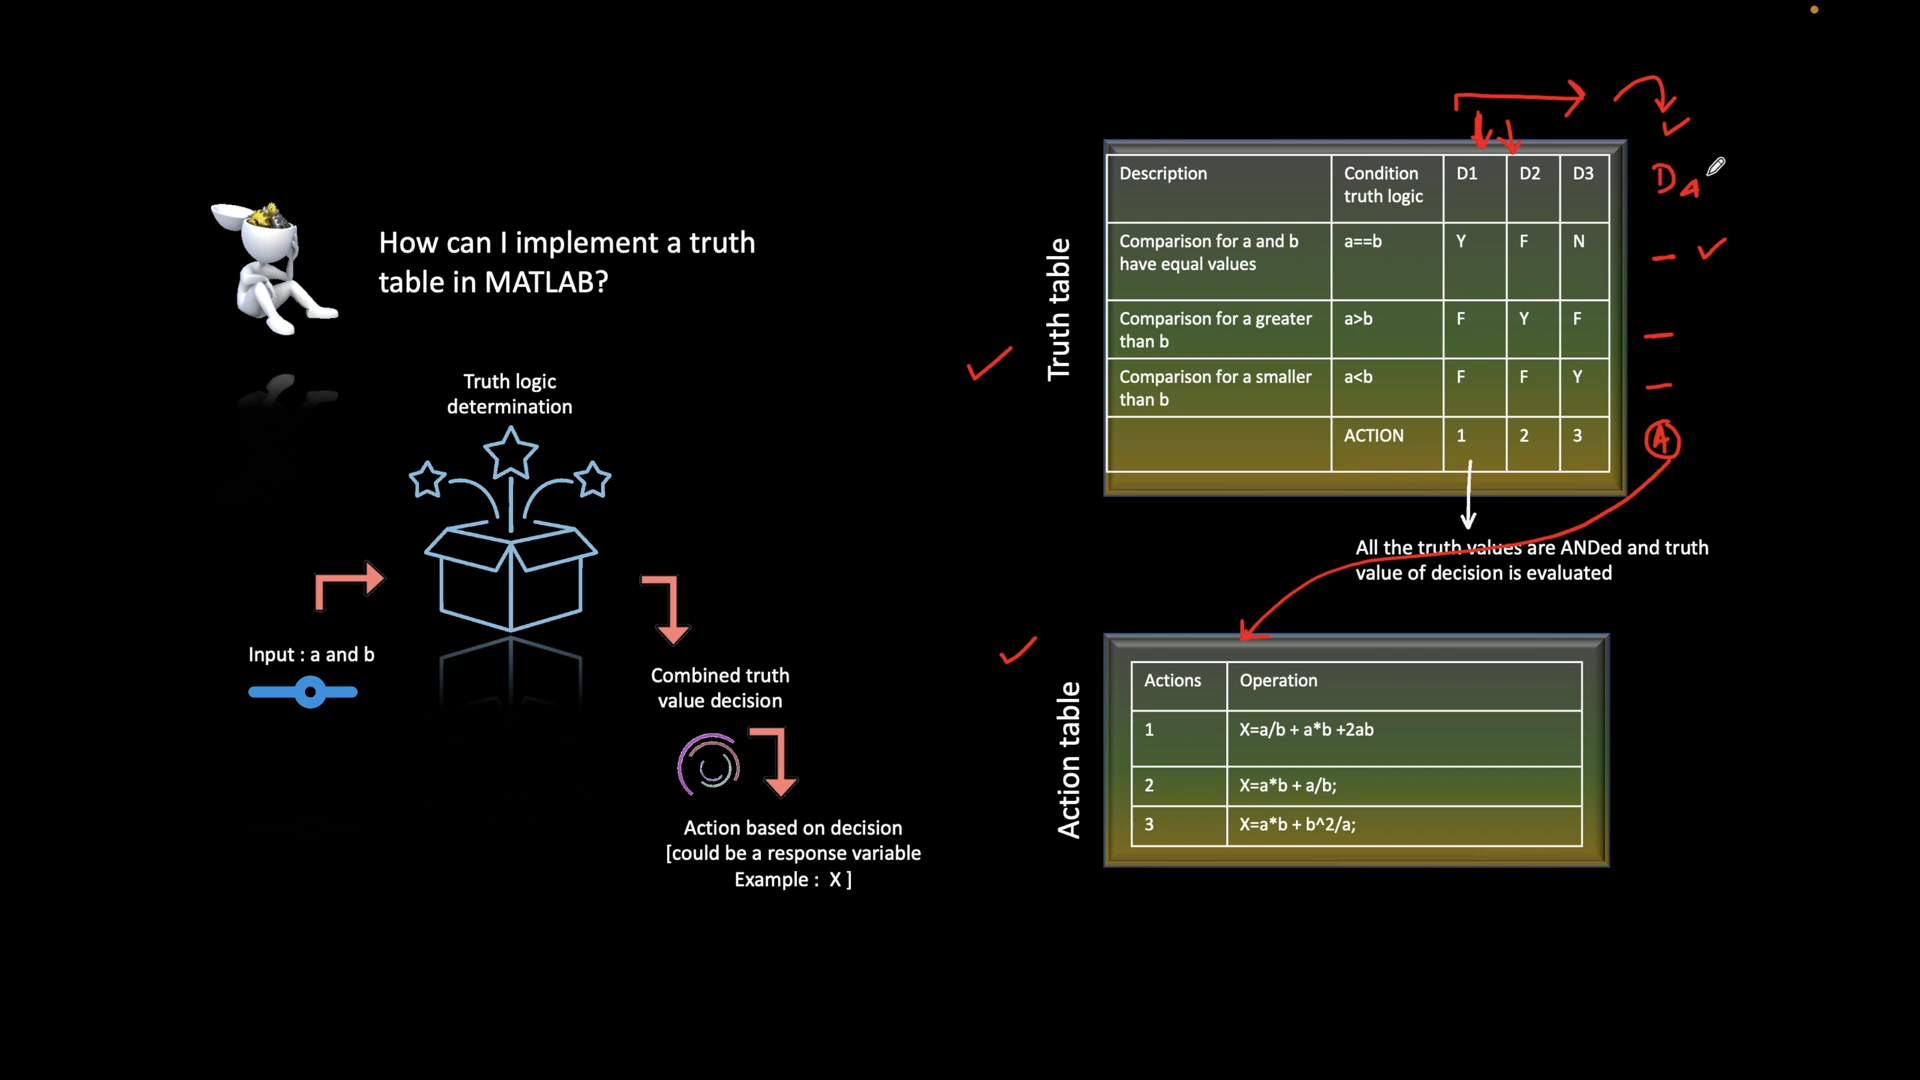 How can I implement a truth
table in MATLAB?
Truth logic
determination
Input : a and b
Combined truth
value decision
Action based on decision
[could be a response variable
Example :  X ]
Truth table
Description
Condition
truth logic
D1
D2
D3
D4
Comparison for a and b
have equal values
a==b
Y
F
N
Comparison for a greater
than b
a>b
F
Y
F
Comparison for a smaller
than b
a<b
F
F
Y
ACTION
1
2
3
A
All the truth values are ANDed and truth
value of decision is evaluated
Action table
Actions
Operation
1
X=a/b + a*b +2ab
2
X=a*b + a/b;
3
X=a*b + b^2/a;